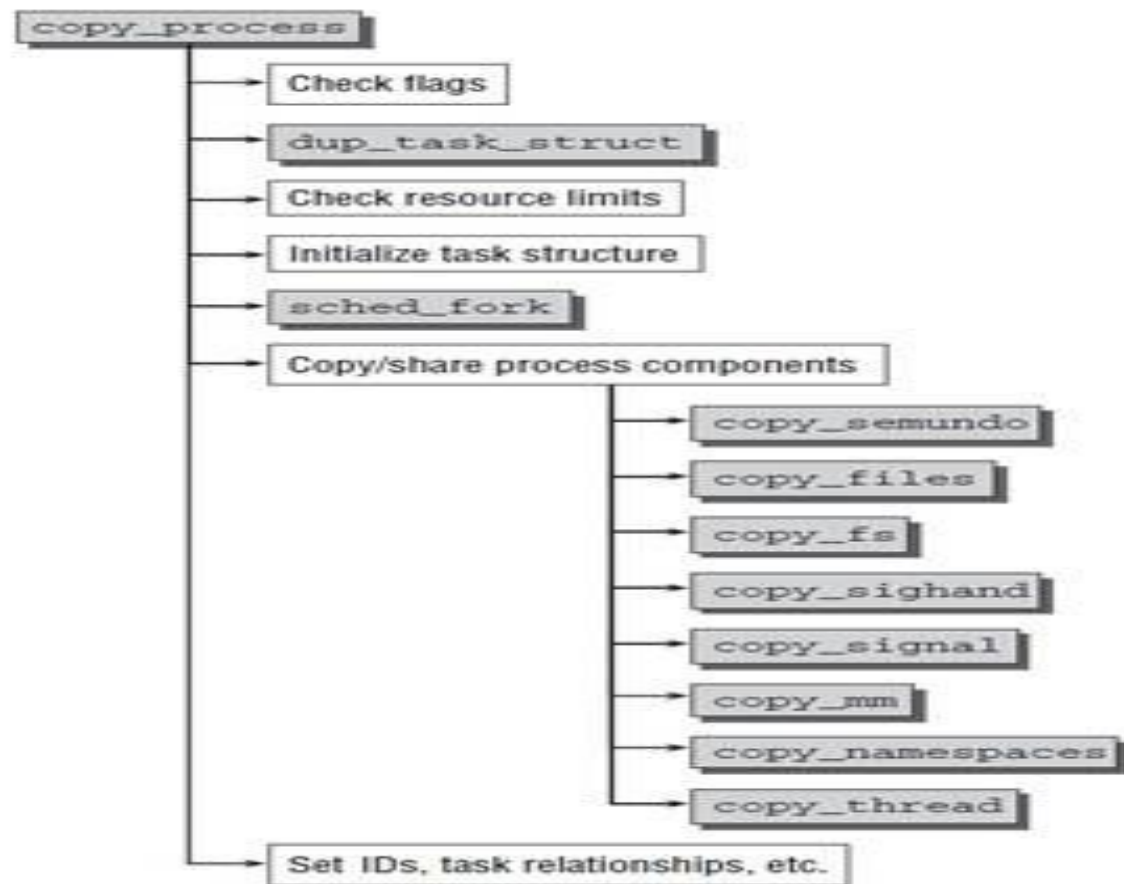 copy_process
Check flags
dup_task_struct
Check resource limits
Initialize task structure
sched_fork
Copy/share process components
copy_semundo
copy_files
copy_fs
copy_sighand
copy_signal
copy_mm
copy_namespaces
copy_thread
Set IDs, task relationships, etc.